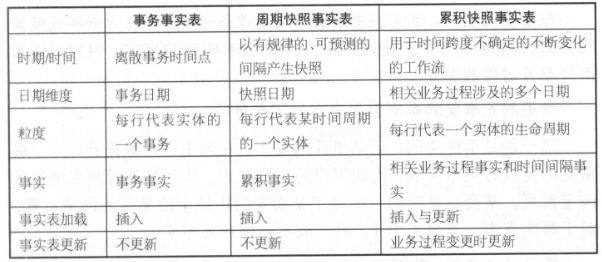 事务事实表 周期快照事实表 累积快照事实表
时期/时间 离散事务时间点 以有规律的、可预测的
间隔产生快照 用于时间跨度不确定的不断变化
的工作流
日期维度 事务日期 快照日期 相关业务过程涉及的多个日期
粒度 每行代表实体的
一个事务 每行代表某时间周期
的一个实体 每行代表一个实体的生命周期
事实 事务事实 累积事实 相关业务过程事实和时间间隔事
实
事实表加载 插入 插入 插入与更新
事实表更新 不更新 不更新 业务过程变更时更新